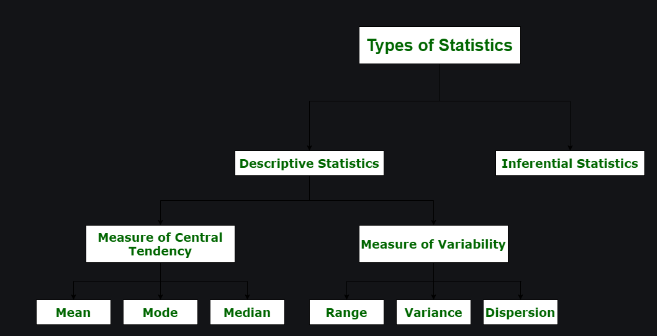 Types of Statistics
Descriptive Statistics
Inferential Statistics
Measure of Central
Tendency
Measure of Variability
Mean
Mode
Median
Range
Variance
Dispersion